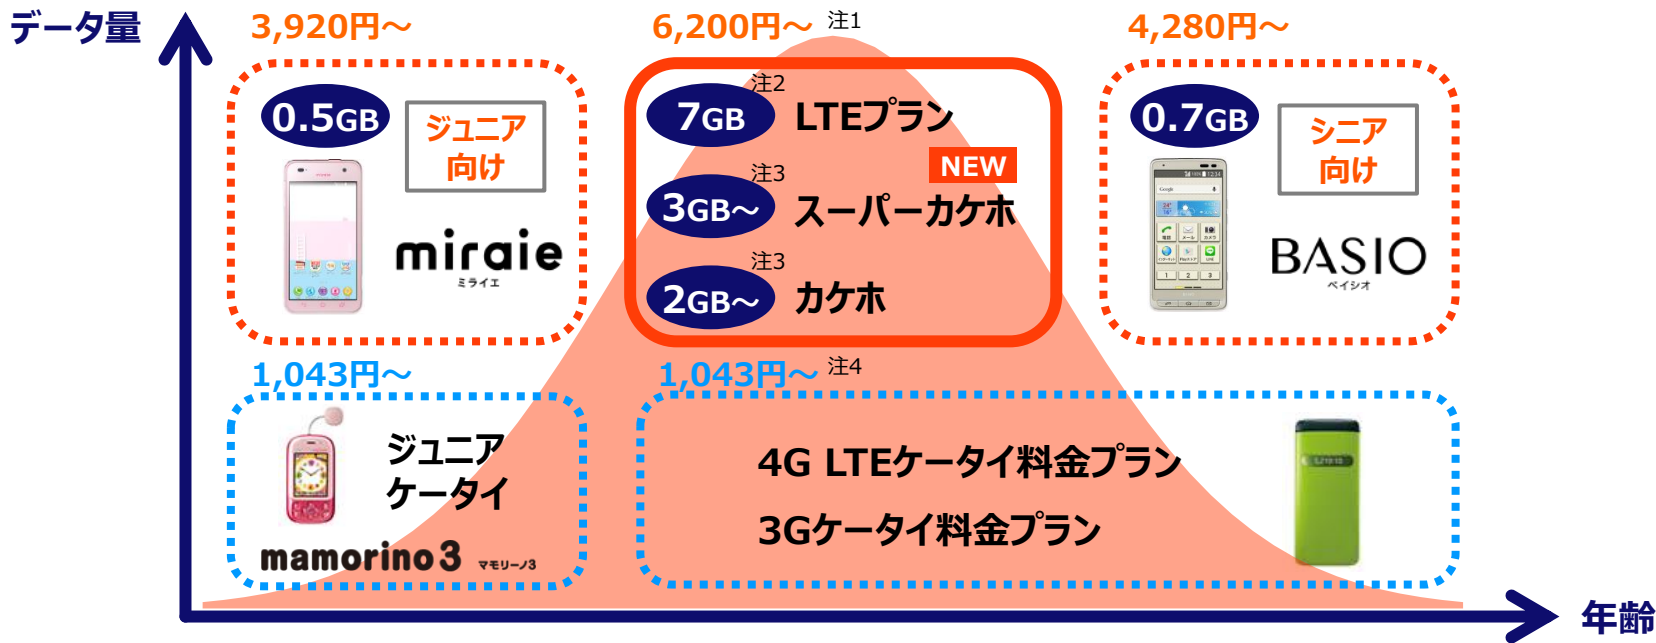 データ量
3,920円～
0.5GB
ジュニア
向け
miraie
ミライエ
6,200円～ 注1
7GB 注2 LTEプラン
NEW
3GB～ 注3 スーパーカケホ
2GB～ 注3 カケホ
4,280円～
0.7GB
シニア
向け
BASIO
ベイシオ
1,043円～
ジュニア
ケータイ
mamorino3 マモリーノ3
1,043円～ 注4
4G LTEケータイ料金プラン
3Gケータイ料金プラン
年齢